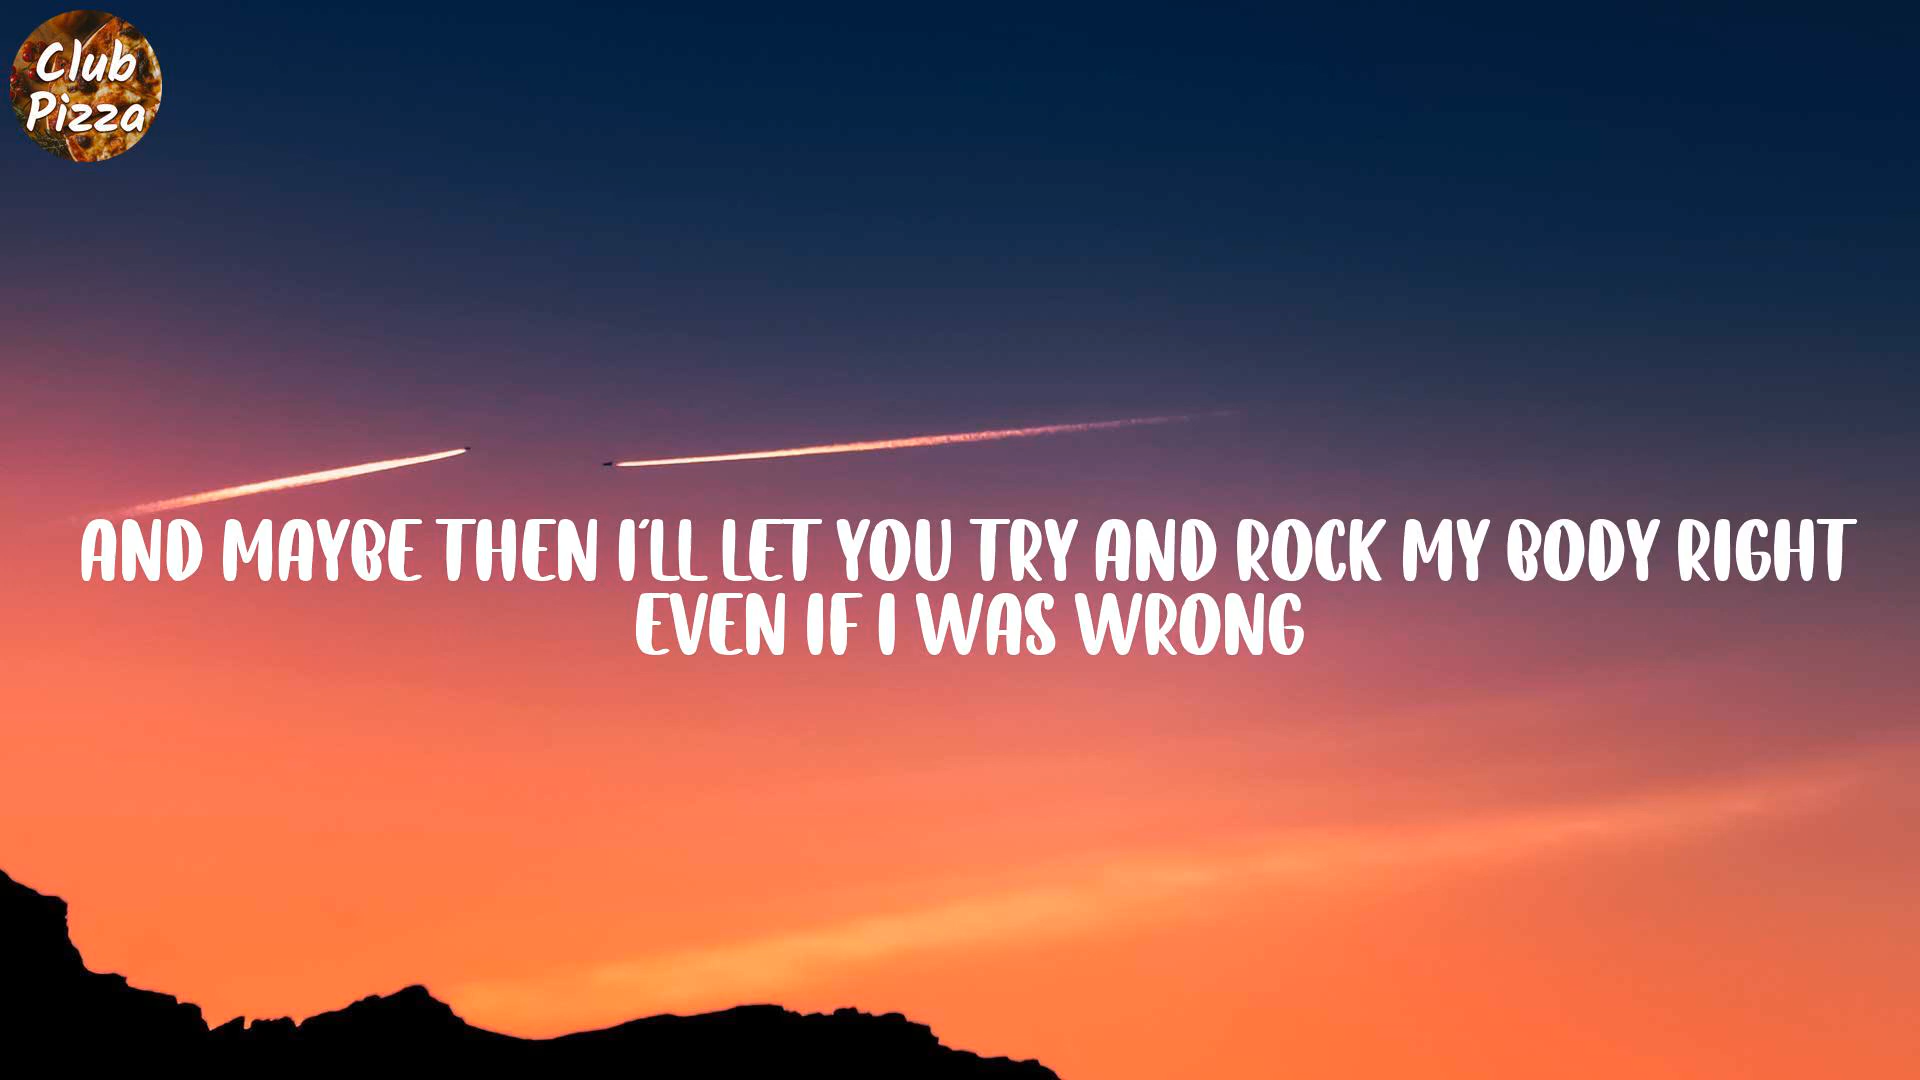 Club
Pizza
AND MAYBE THEN I'LL LET YOU TRY AND ROCK MY BODY RIGHT
EVEN IF I WAS WRONG